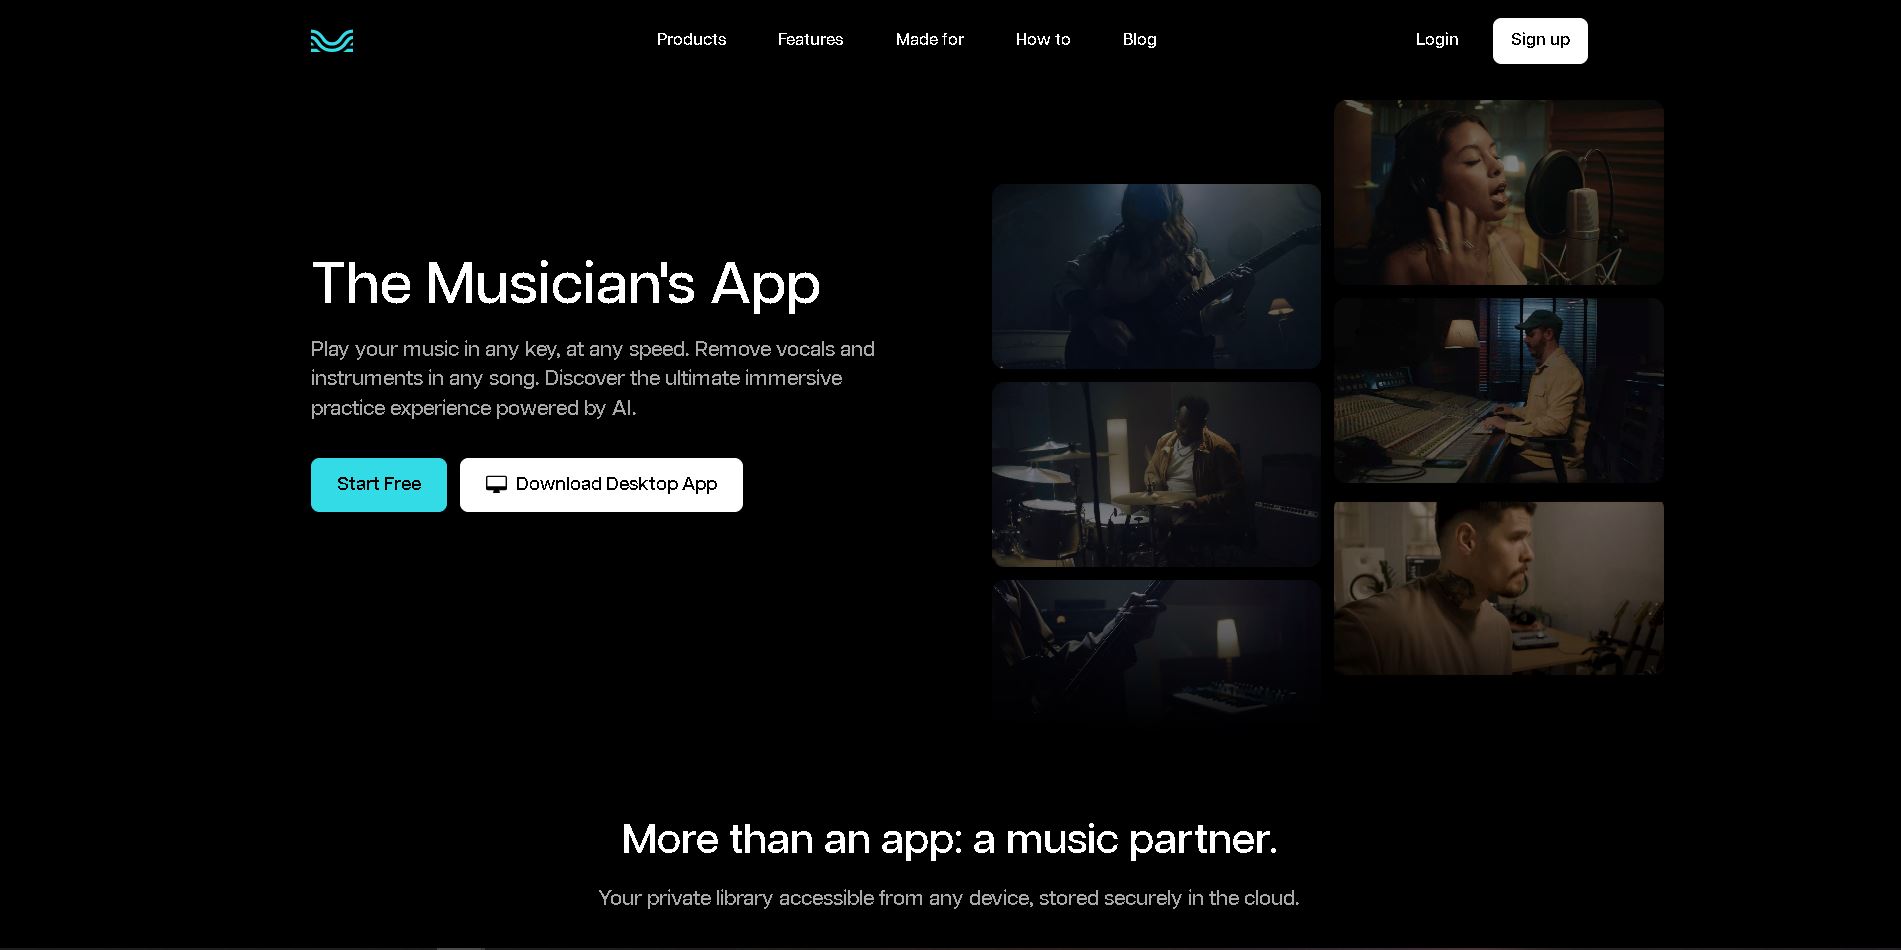 Products
Features
Made for
How to
Blog
Login
Sign up
The Musician's App
Play your music in any key, at any speed. Remove vocals and
instruments in any song. Discover the ultimate immersive
practice experience powered by AI.
Start Free
Download Desktop App
More than an app: a music partner.
Your private library accessible from any device, stored securely in the cloud.